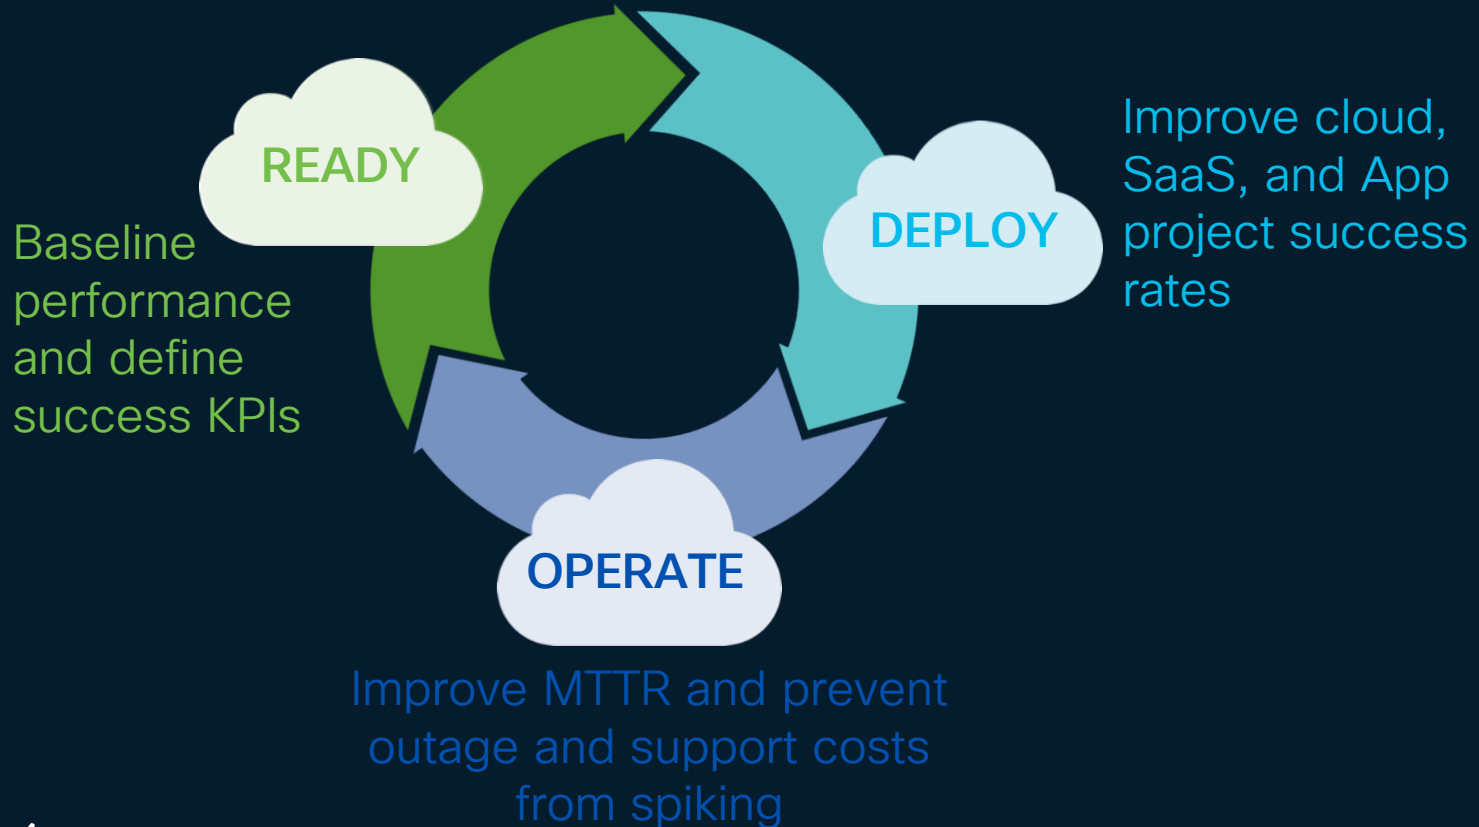 READY
Baseline
performance
and define
success KPIs
DEPLOY
Improve cloud,
SaaS, and App
project success
rates
OPERATE
Improve MTTR and prevent
outage and support costs
from spiking